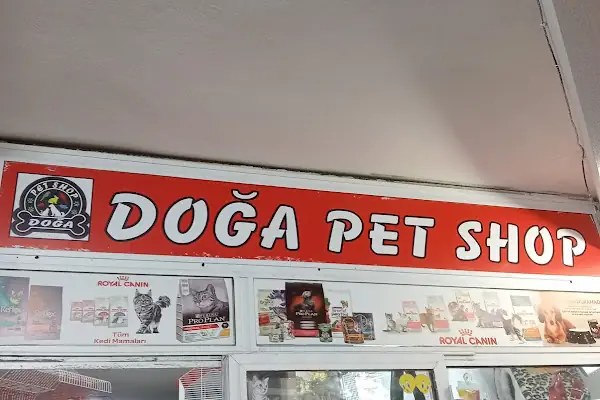 PET SHOP
DOĞA
DOĞA PET SHOP
ROYAL CANIN
Tüm
Kedi Mamaları
PRO PLAN
PRO PLAN
ROYAL CANIN